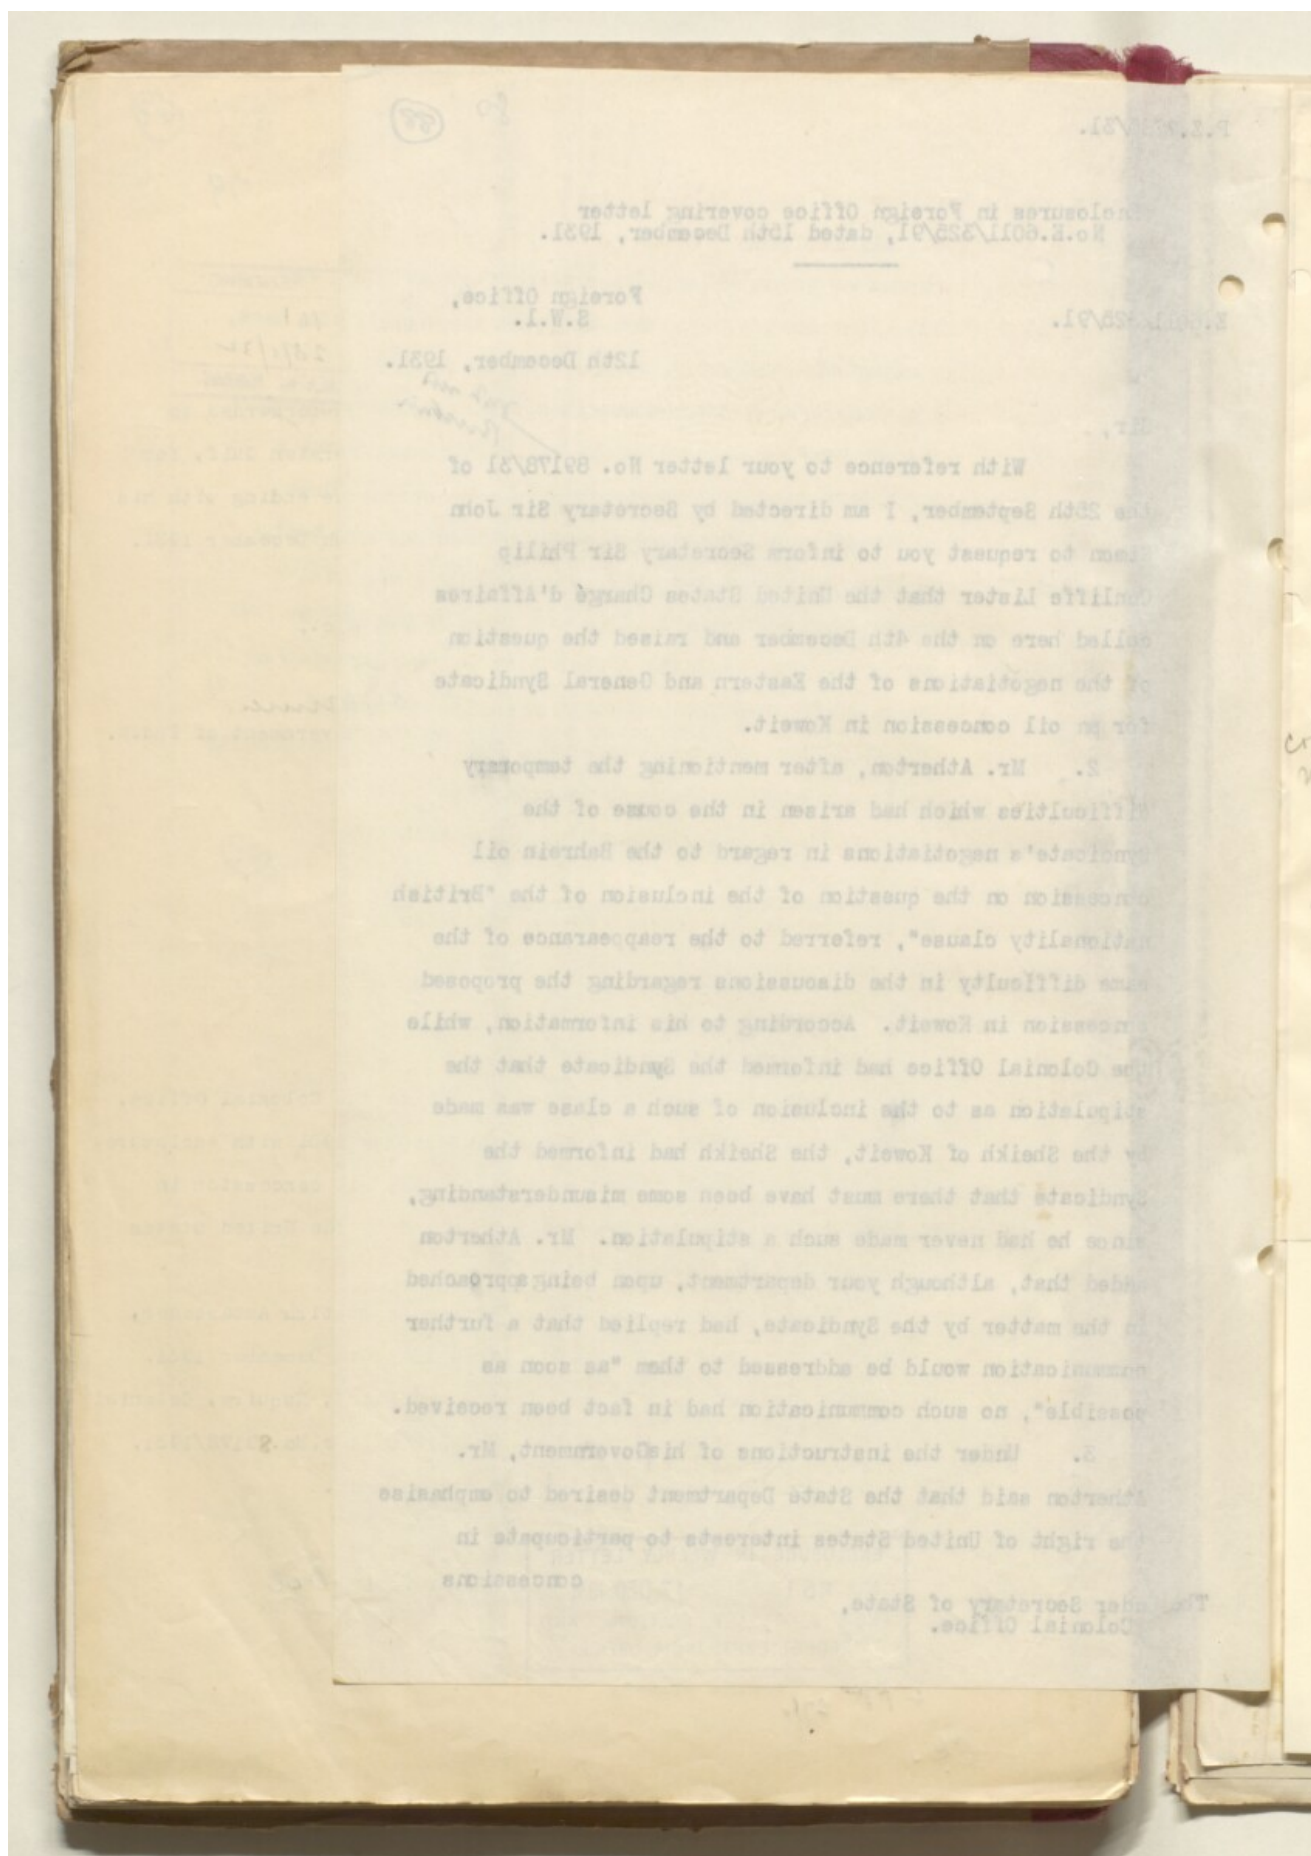 Enclosures in Foreign Office covering letter
No.E.6011/325/91, dated 15th December, 1931.
Foreign Office,
S.W.1.
E.6011/325/91.
12th December, 1931.
Sir,
With reference to your letter No. 89178/31 of
the 25th September, I am directed by Secretary Sir John
Simon to request you to inform Secretary Sir Philip
Cunliffe Lister that the United States Chargé d'Affaires
called here on the 4th December and raised the question
of the negotiations of the Eastern and General Syndicate
for an oil concession in Koweit.
2. Mr. Atherton, after mentioning the temporary
difficulties which had arisen in the couse of the
Syndicate's negotiations in regard to the Bahrein oil
concession on the question of the inclusion of the "British
nationality clause", referred to the reappearance of the
same difficulty in the discussions regarding the proposed
concession in Koweit. According to his information, while
the Colonial Office had informed the Syndicate that the
stipulation as to the inclusion of such a clase was made
by the Sheikh of Koweit, the Sheikh had informed the
Syndicate that there must have been some misunderstanding,
since he had never made such a stipulation. Mr. Atherton
added that, although your department, upon being approached
in the matter by the Syndicate, had replied that a further
communication would be addressed to them "as soon as
possible", no such communication had in fact been received.
3. Under the instructions of his Government, Mr.
Atherton said that the State Department desired to emphasise
the right of United States interests to participate in
concessions
The Under Secretary of State,
Colonial Office.